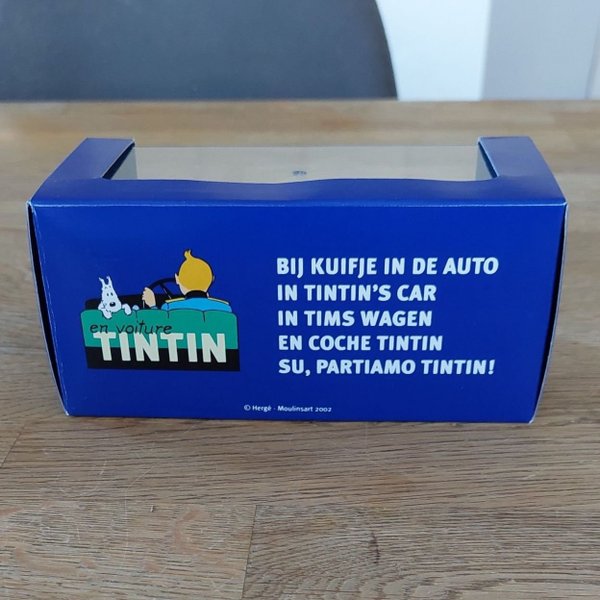 en voiture
TINTIN
BIJ KUIFJE IN DE AUTO
IN TINTIN'S CAR
IN TIMS WAGEN
EN COCHE TINTIN
SU, PARTIAMO TINTIN!
© Hergé - Moulinsart 2002